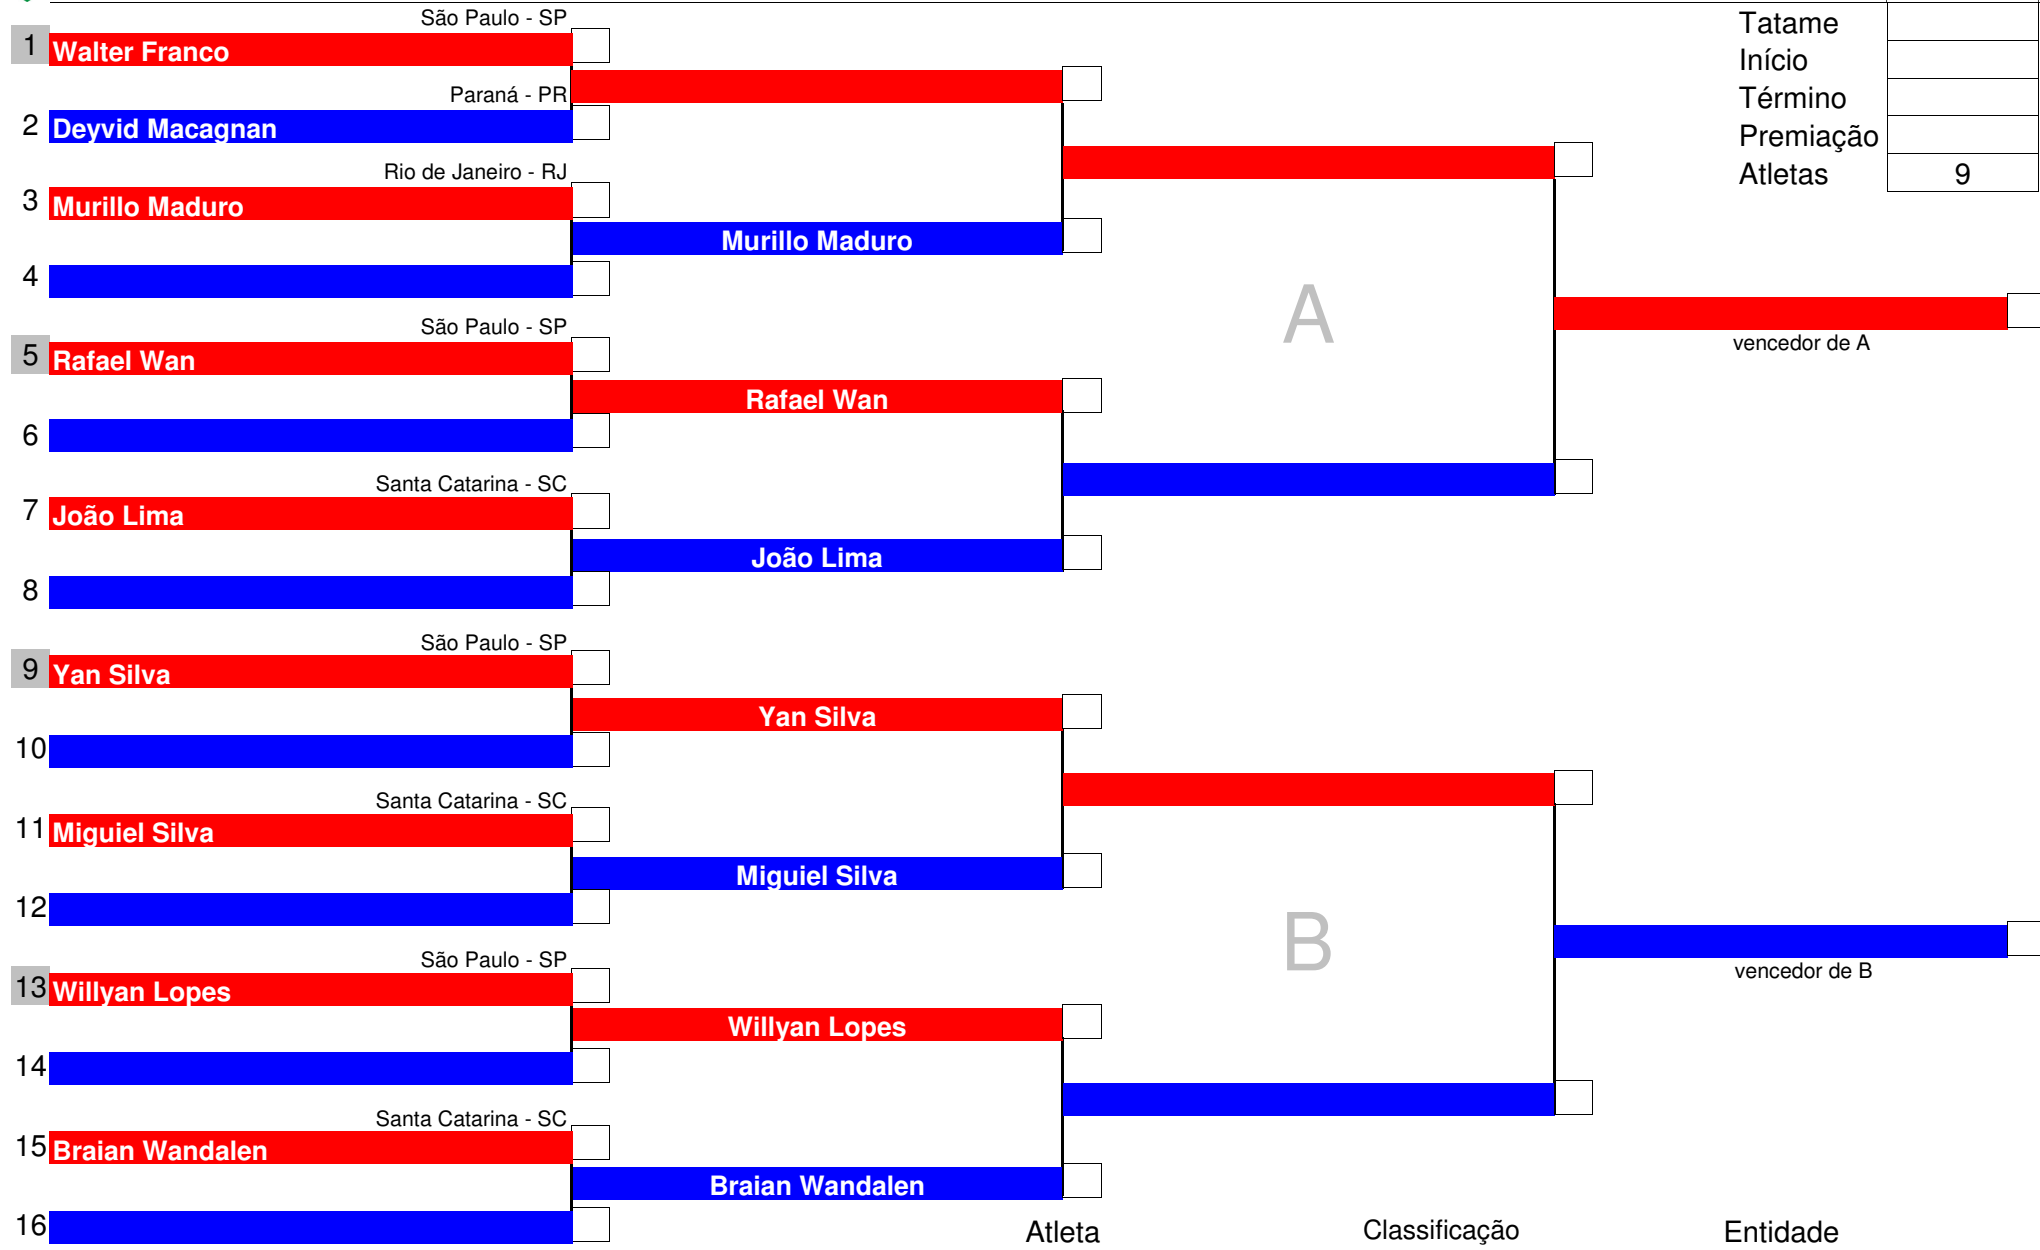 São Paulo - SP
1 Walter Franco
Paraná - PR
2 Deyvid Macagnan
Rio de Janeiro - RJ
3 Murillo Maduro
Murillo Maduro
4
São Paulo - SP
5 Rafael Wan
Rafael Wan
6
Santa Catarina - SC
7 João Lima
João Lima
8
São Paulo - SP
9 Yan Silva
Yan Silva
10
Santa Catarina - SC
11 Miguiel Silva
Miguiel Silva
12
São Paulo - SP
13 Willyan Lopes
Willyan Lopes
14
Santa Catarina - SC
15 Braian Wandalen
Braian Wandalen
16
A
vencedor de A
B
vencedor de B
Tatame
Início
Término
Premiação
Atletas 9
Atleta Classificação Entidade